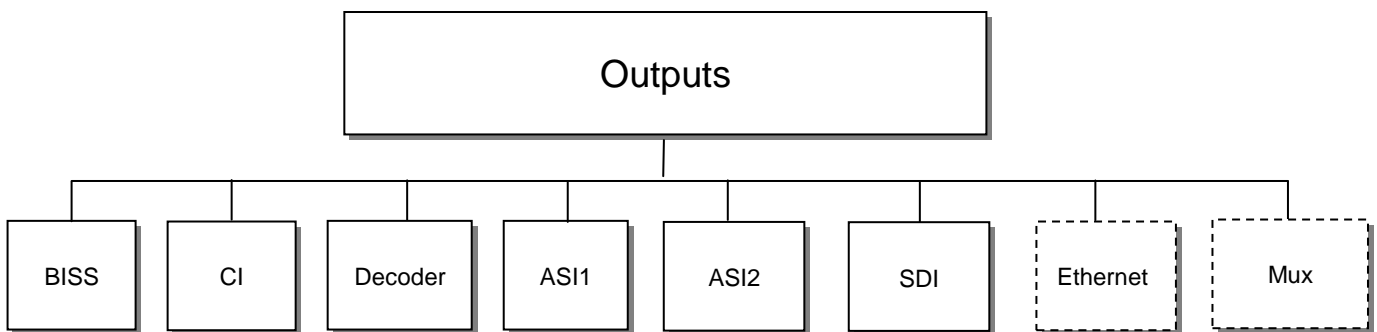 Outputs
BISS
CI
Decoder
ASI1
ASI2
SDI
Ethernet
Mux